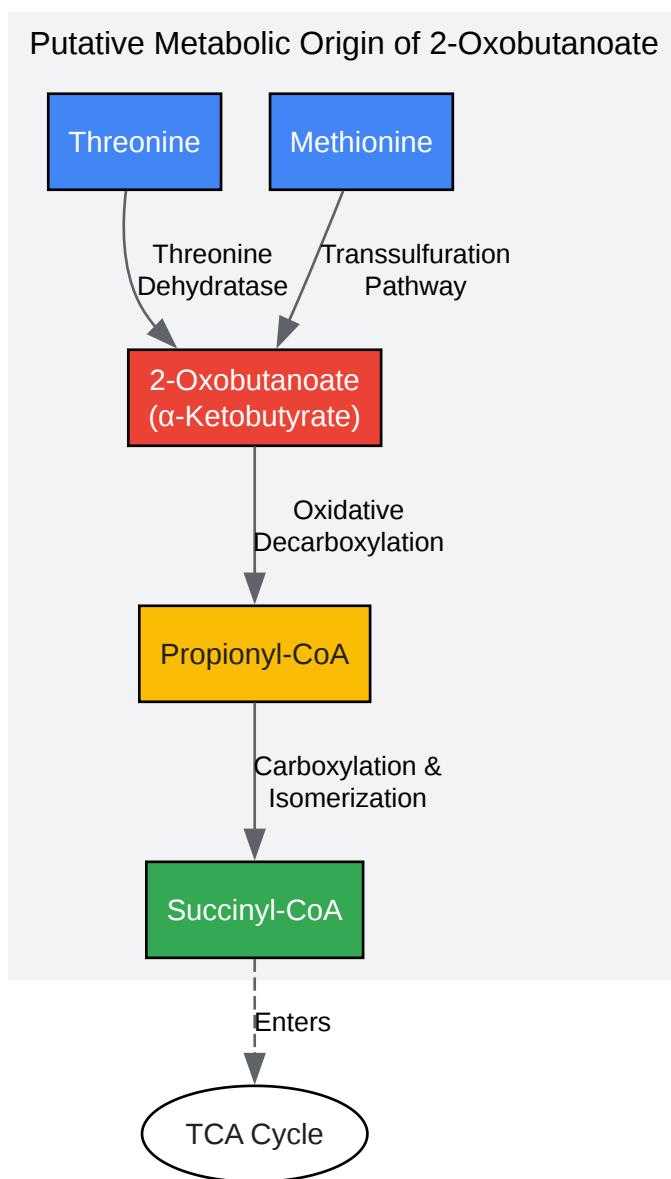 Putative Metabolic Origin of 2-Oxobutanoate
Threonine
Methionine
Threonine
Dehydratase
Transsulfuration
Pathway
2-Oxobutanoate
(α-Ketobutyrate)
Oxidative
Decarboxylation
Propionyl-CoA
Carboxylation &
Isomerization
Succinyl-CoA
Enters
TCA Cycle